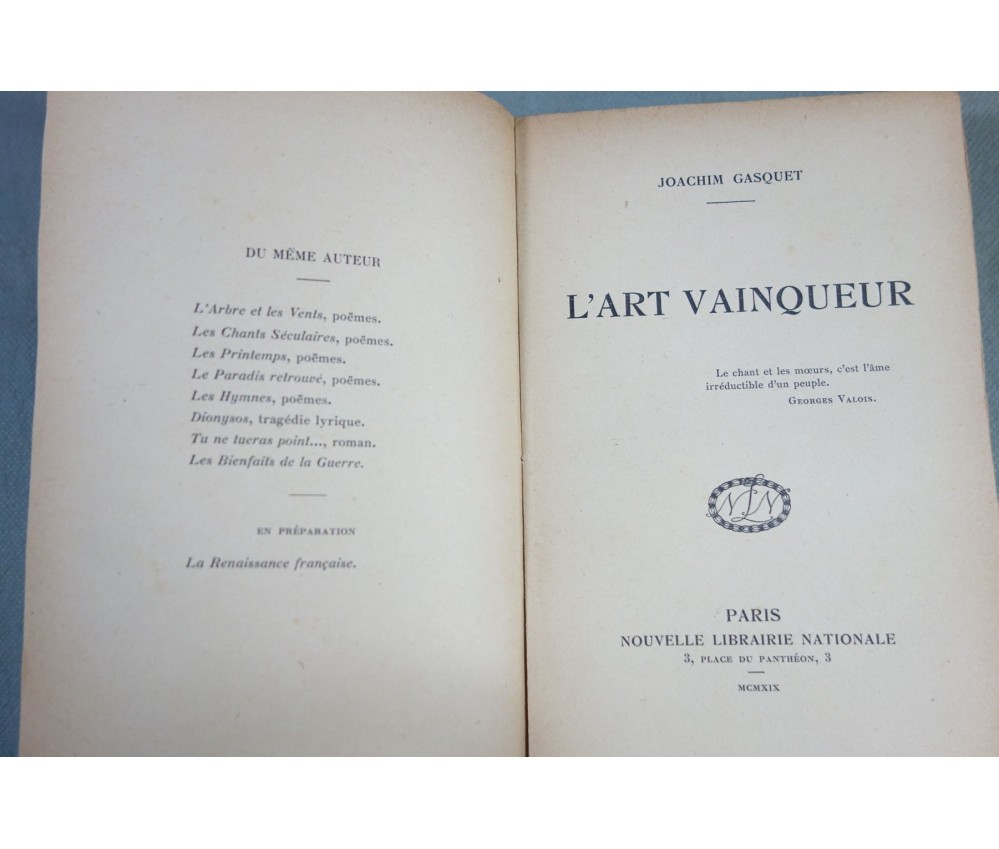 DU MÊME AUTEUR
L'Arbre et les Vents, poëmes.
Les Chants Séculaires, poëmes.
Les Printemps, poëmes.
Le Paradis retrouvé, poëmes.
Les Hymnes, poëmes.
Dionysos, tragédie lyrique.
Tu ne tueras point..., roman.
Les Bienfaits de la Guerre.
EN PRÉPARATION
La Renaissance française.
JOACHIM GASQUET
L'ART VAINQUEUR
Le chant et les mœurs, c'est l'âme
irréductible d'un peuple.
GEORGES VALOIS.
NLN
PARIS
NOUVELLE LIBRAIRIE NATIONALE
3, PLACE DU PANTHÉON, 3
MCMXIX